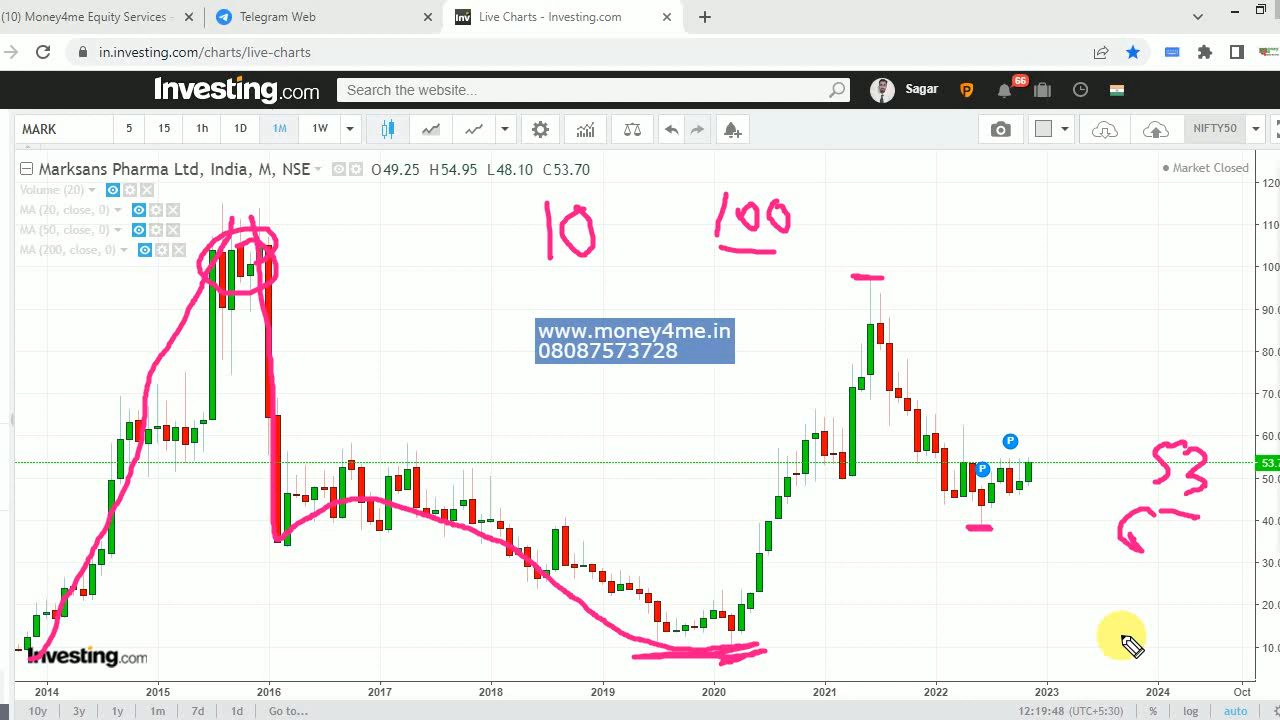 (10) Money4me Equity Services -
Telegram Web
Live Charts - Investing.com
in.investing.com/charts/live-charts
Investing.com
Search the website...
Sagar
66
MARK
5
15
1h
1D
1M
1W
NIFTY50
Marksans Pharma Ltd, India, M, NSE
O49.25 H54.95 L48.10 C53.70
Market Closed
Volume (20)
MA (20, close, 0)
MA (50, close, 0)
MA (200, close, 0)
10
100
www.money4me.in
08087573728
P
P
53
120
110
100
90.
80.0
70.0
60.0
53.7
50.0
40.0
30.0
20.0
10.0
Investing.com
2014 2015 2016 2017 2018 2019 2020 2021 2022 2023 2024 Oct
10y 3y 1y 1m 7d 1d Go to...
12:19:48 (UTC+5:30) % log auto